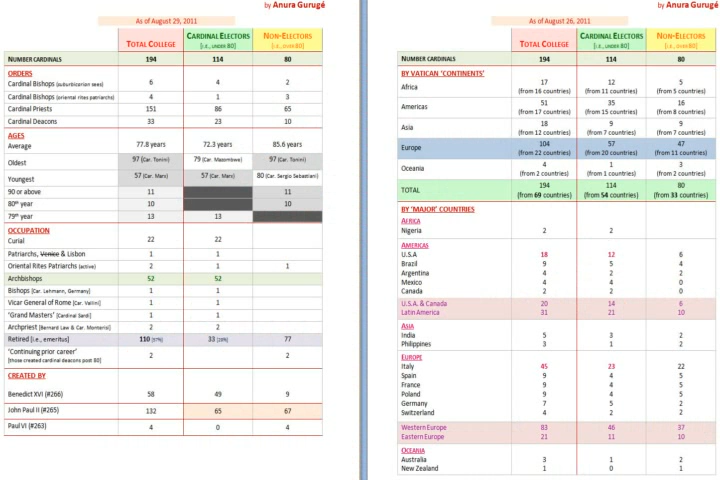 by Anura Gurugé
As of August 29, 2011
TOTAL COLLEGE CARDINAL ELECTORS [i.e., UNDER 80] NON-ELECTORS [i.e., OVER 80]
NUMBER CARDINALS 194 114 80
ORDERS
Cardinal Bishops (suburbicarian sees) 6 4 2
Cardinal Bishops (oriental rites patriarchs) 4 1 3
Cardinal Priests 151 86 65
Cardinal Deacons 33 23 10
AGES
Average 77.8 years 72.3 years 85.6 years
Oldest 97 (Car. Tonini) 79 (Car. Mazombwe) 97 (Car. Tonini)
Youngest 57 (Car. Marx) 57 (Car. Marx) 80 (Car. Sergio Sebastiani)
90 or above 11 11
80th year 10 10
79th year 13 13
OCCUPATION
Curial 22 22
Patriarchs, Venice & Lisbon 1 1
Oriental Rites Patriarchs (active) 2 1 1
Archbishops 52 52
Bishops [Car. Lehmann, Germany] 1 1
Vicar General of Rome [Car. Vallini] 1 1
'Grand Masters' [Cardinal Sardi] 1 1
Archpriest [Bernard Law & Car. Monterisi] 2 2
Retired [i.e., emeritus] 110 [57%] 33 [29%] 77
'Continuing prior career' 2 2
[those created cardinal deacons post 80]
CREATED BY
Benedict XVI (#266) 58 49 9
John Paul II (#265) 132 65 67
Paul VI (#263) 4 0 4
by Anura Gurugé
As of August 26, 2011
TOTAL COLLEGE CARDINAL ELECTORS [i.e., UNDER 80] NON-ELECTORS [i.e., OVER 80]
NUMBER CARDINALS 194 114 80
BY VATICAN 'CONTINENTS'
Africa 17 (from 16 countries) 12 (from 11 countries) 5 (from 5 countries)
Americas 51 (from 17 countries) 35 (from 15 countries) 16 (from 8 countries)
Asia 18 (from 12 countries) 9 (from 7 countries) 9 (from 7 countries)
Europe 104 (from 22 countries) 57 (from 20 countries) 47 (from 11 countries)
Oceania 4 (from 2 countries) 1 (from 1 countries) 3 (from 2 countries)
TOTAL 194 (from 69 countries) 114 (from 54 countries) 80 (from 33 countries)
BY 'MAJOR' COUNTRIES
AFRICA
Nigeria 2 2
AMERICAS
U.S.A 18 12 6
Brazil 9 5 4
Argentina 4 2 2
Mexico 4 4 0
Canada 2 2 0
U.S.A. & Canada 20 14 6
Latin America 31 21 10
ASIA
India 5 3 2
Philippines 3 1 2
EUROPE
Italy 45 23 22
Spain 9 4 5
France 9 4 5
Poland 9 4 5
Germany 7 5 2
Switzerland 4 2 2
Western Europe 83 46 37
Eastern Europe 21 11 10
OCEANIA
Australia 3 1 2
New Zealand 1 0 1